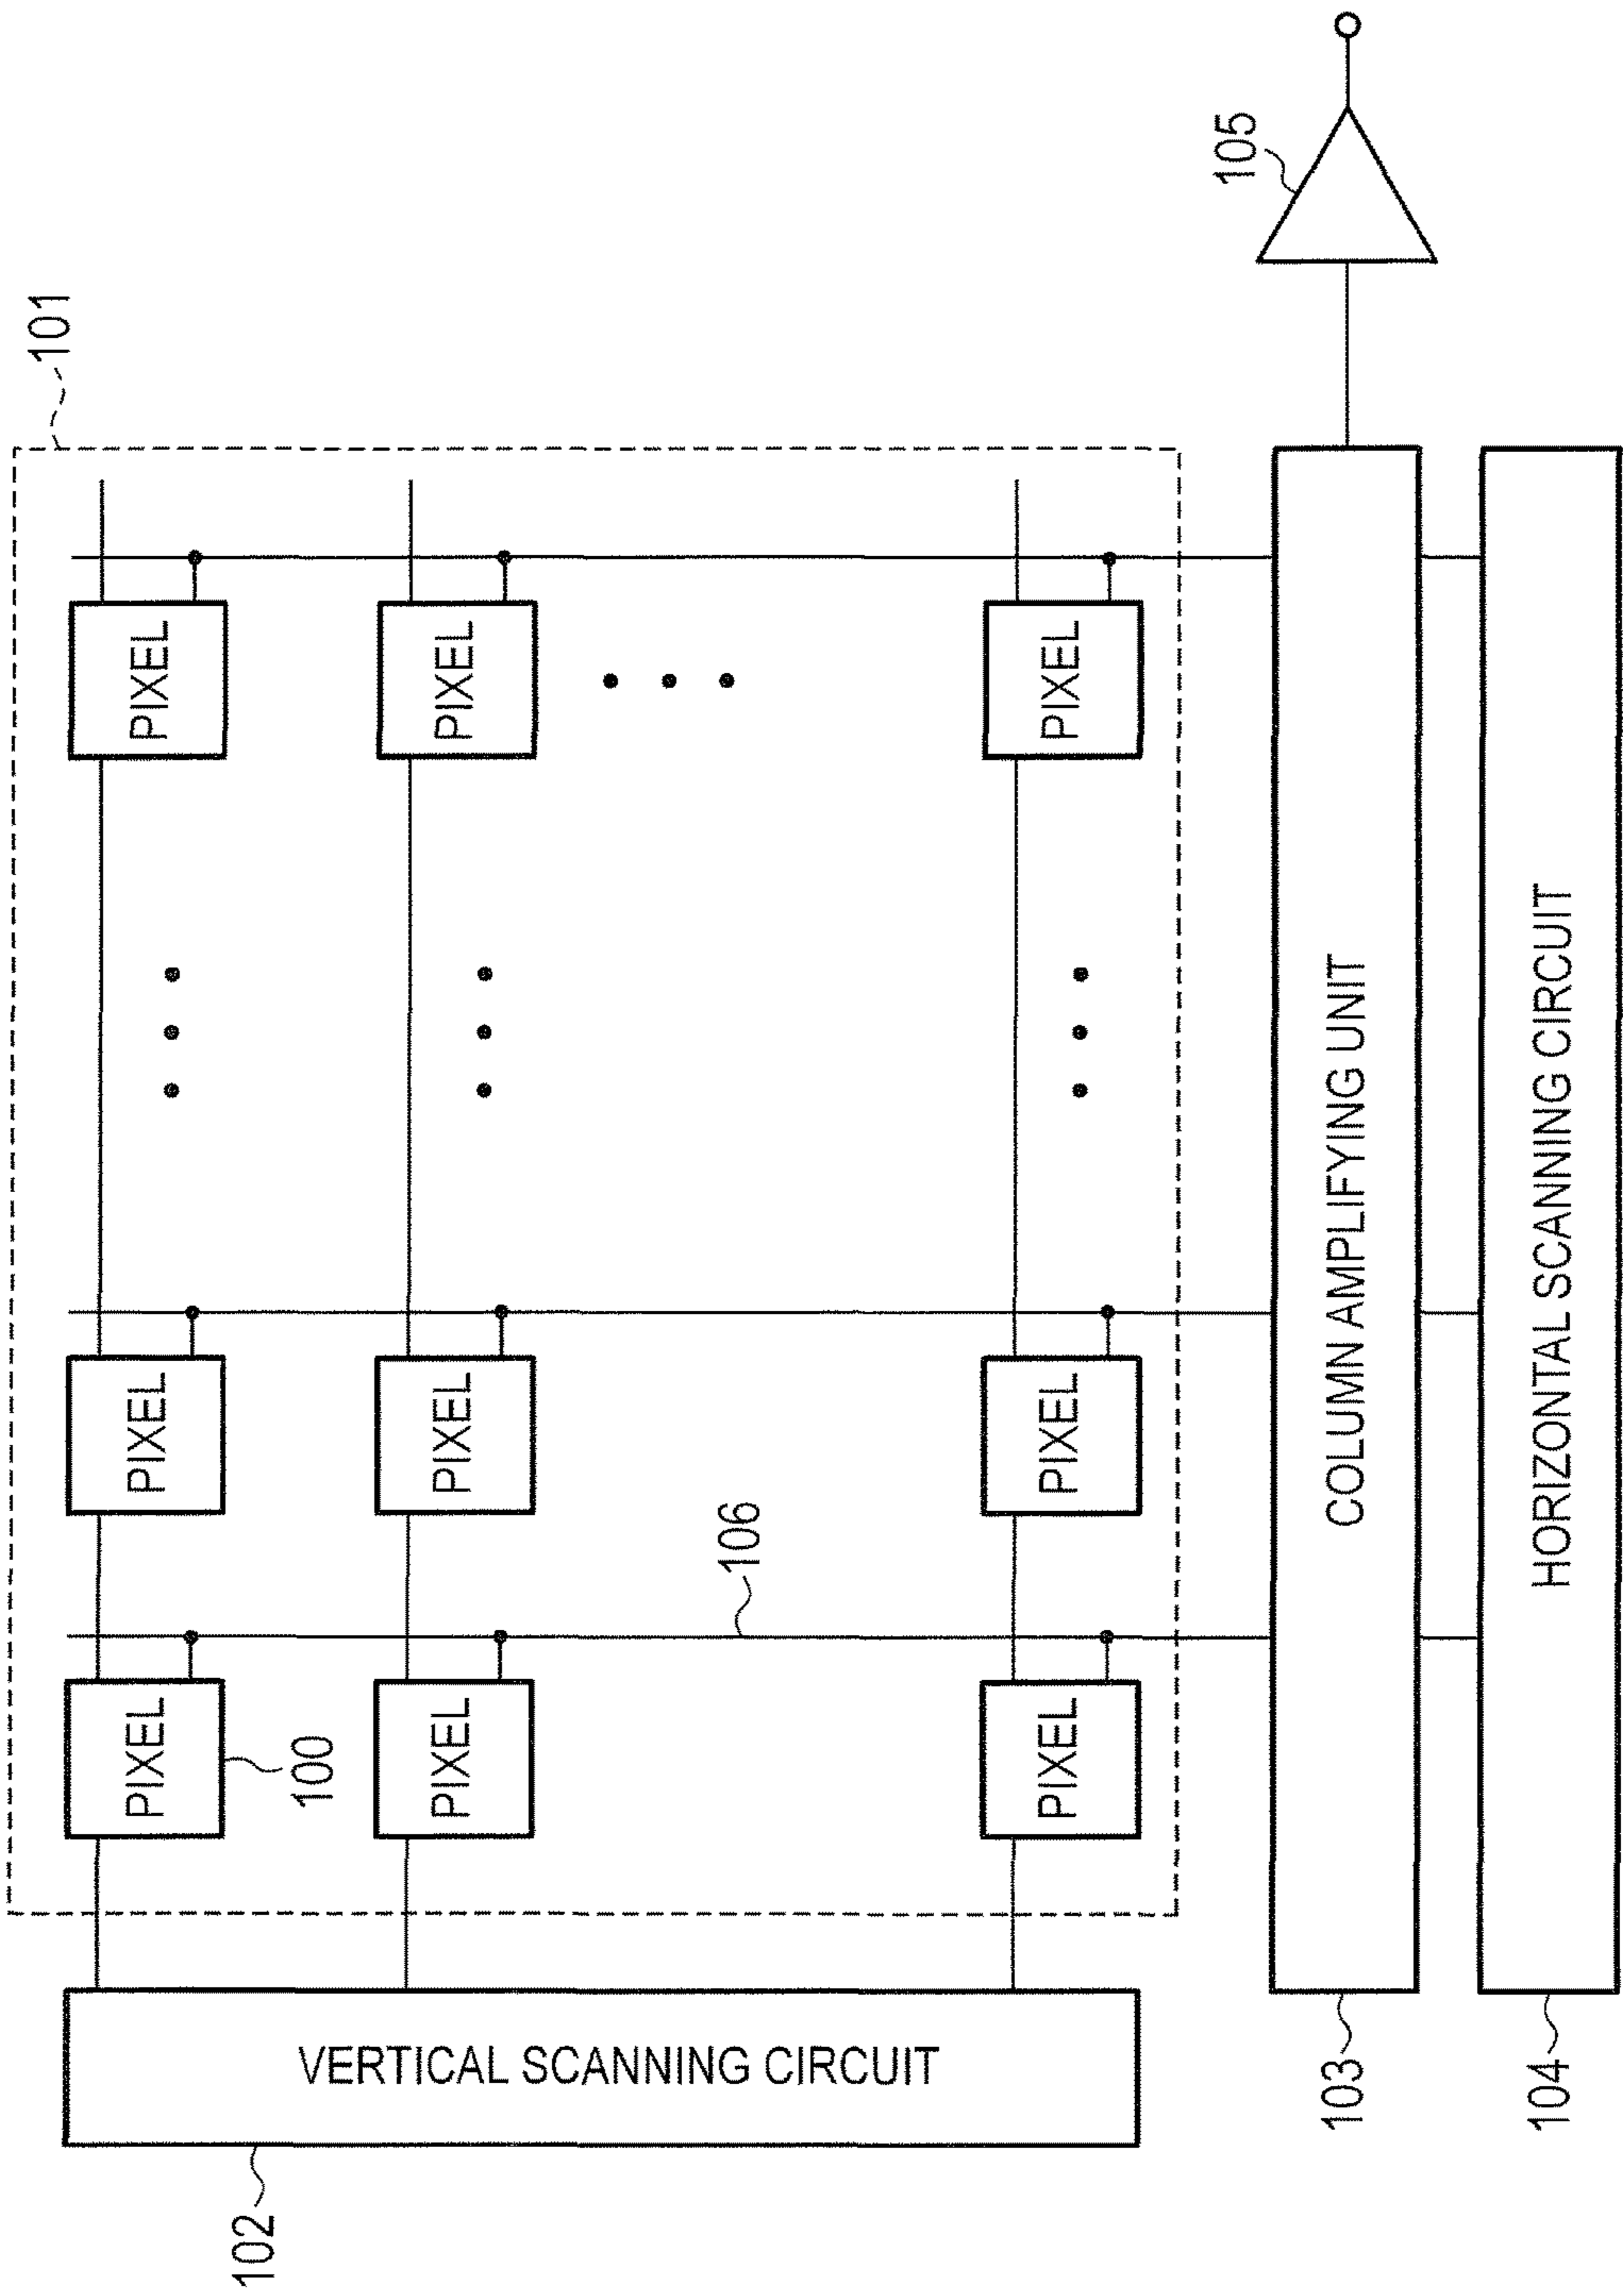 101
PIXEL
PIXEL
PIXEL
100
PIXEL
PIXEL
PIXEL
106
PIXEL
PIXEL
PIXEL
102
VERTICAL SCANNING CIRCUIT
103
COLUMN AMPLIFYING UNIT
105
104
HORIZONTAL SCANNING CIRCUIT